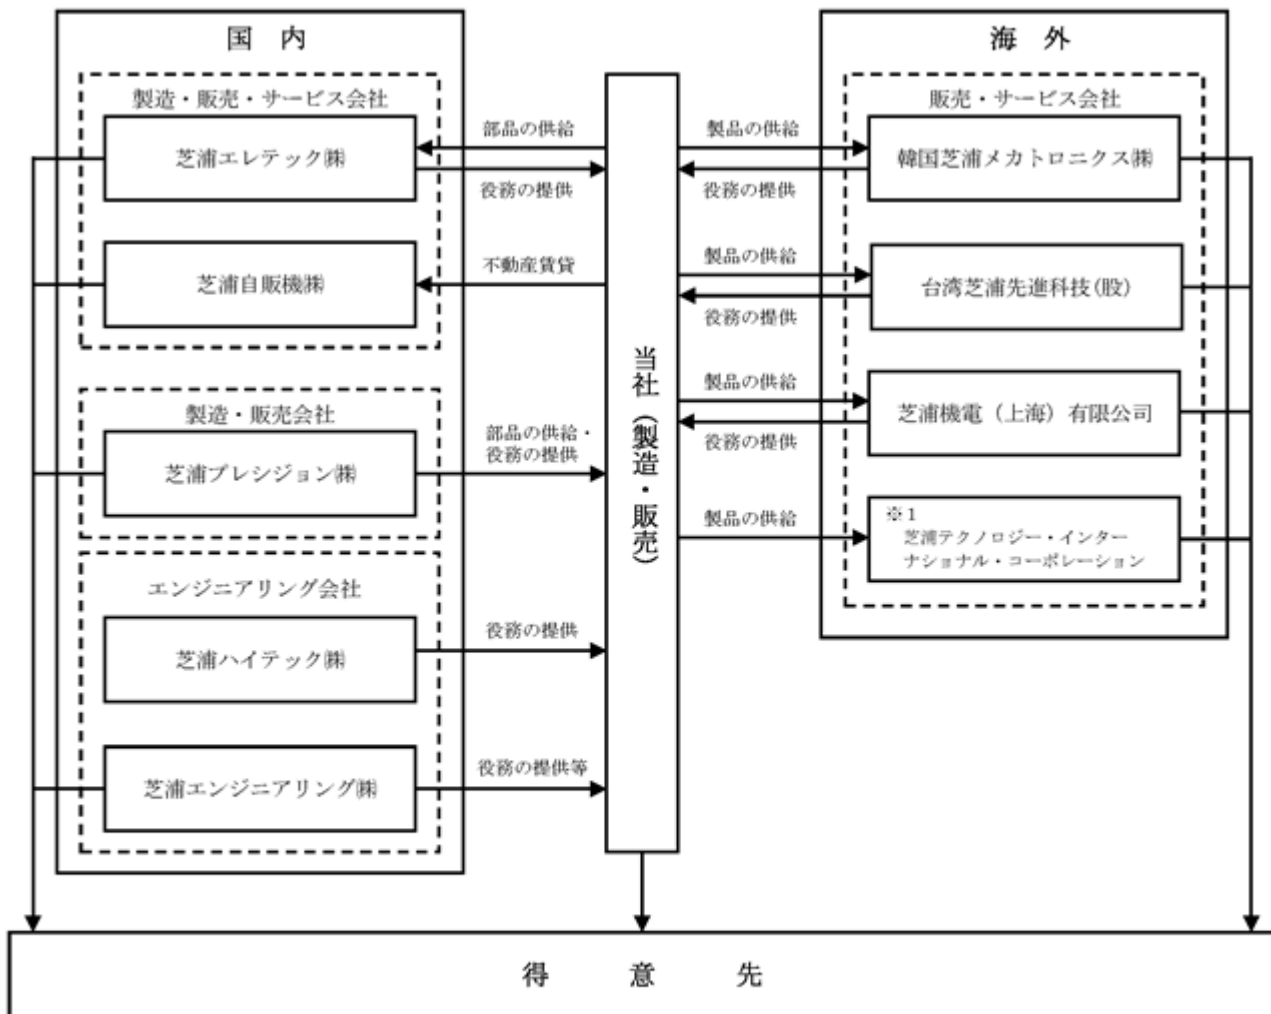 国 内
製造・販売・サービス会社
芝浦エレテック㈱
芝浦自販機㈱
製造・販売会社
芝浦プレシジョン㈱
エンジニアリング会社
芝浦ハイテック㈱
芝浦エンジニアリング㈱
部品の供給
役務の提供
不動産賃貸
部品の供給・
役務の提供
役務の提供
役務の提供等
当社(製造・販売)
製品の供給
役務の提供
製品の供給
役務の提供
製品の供給
役務の提供
製品の供給
海 外
販売・サービス会社
韓国芝浦メカトロニクス㈱
台湾芝浦先進科技(股)
芝浦機電（上海）有限公司
※1
芝浦テクノロジー・インター
ナショナル・コーポレーション
得 意 先